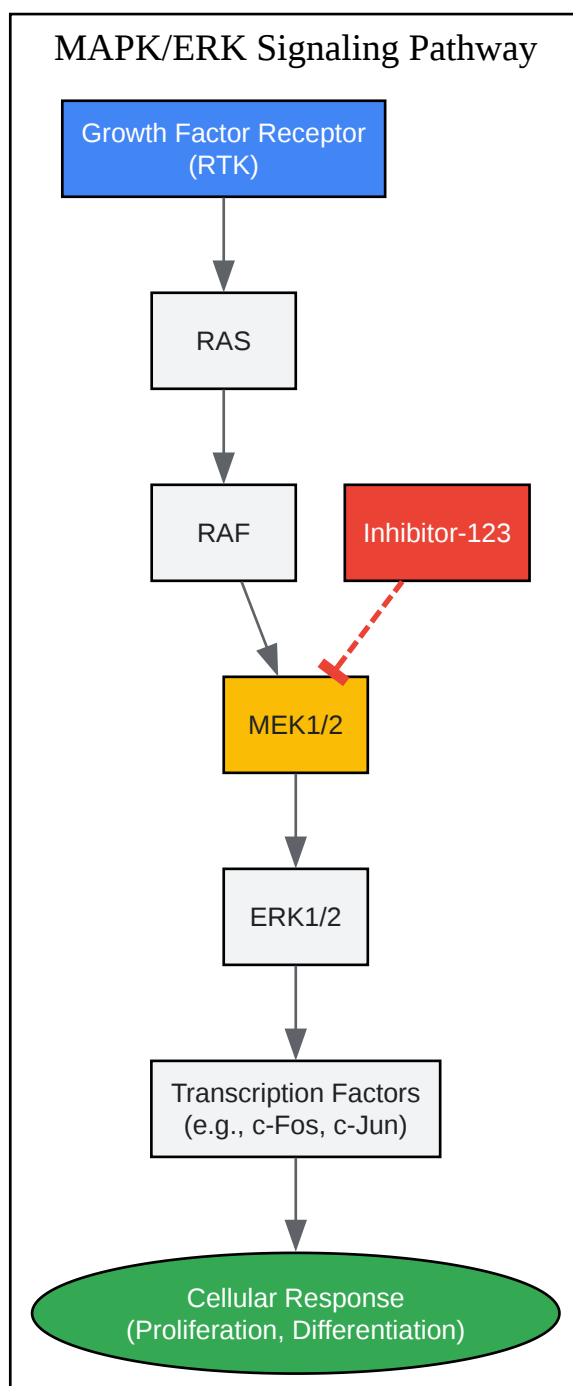 MAPK/ERK Signaling Pathway
Growth Factor Receptor
(RTK)
RAS
RAF
Inhibitor-123
MEK1/2
ERK1/2
Transcription Factors
(e.g., c-Fos, c-Jun)
Cellular Response
(Proliferation, Differentiation)